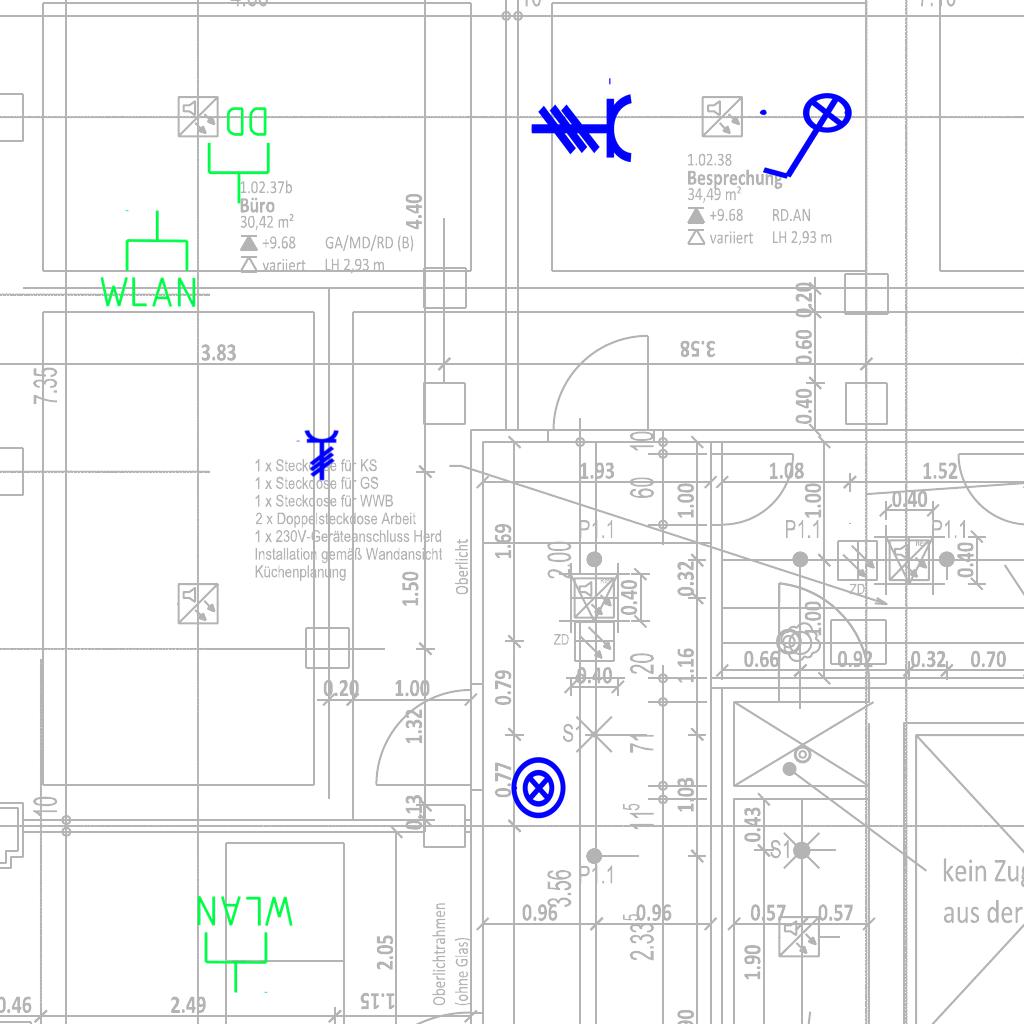 DD
1.02.37b
Büro
30,42 m²
+9.68 GA/MD/RD (B)
variiert LH 2,93 m
4.40
1.02.38
Besprechung
34,49 m²
+9.68 RD.AN
variiert LH 2,93 m
WLAN
0.20
3.83
3.58
0.60
7.35
0.40
1 x Steckdose für KS
1 x Steckdose für GS
1 x Steckdose für WWB
2 x Doppelsteckdose Arbeit
1 x 230V-Geräteanschluss Herd
Installation gemäß Wandansicht
Küchenplanung
Oberlicht
1.50
10
1.93
1.08
1.52
60
1.00
1.00
0.40
P1.1
P1.1
P1.1
1.69
2.00
0.32
0.40
0.40
ZD
1.00
ZD
20
1.16
0.66
0.92
0.32
0.70
0.40
0.79
0.20
1.00
1.32
S1
71
0.77
0.13
10
1.03
11⁵
0.43
S1
P1.1
3.56
kein Zug
aus der
WLAN
0.96
0.96
0.57
0.57
2.33⁵
1.90
2.05
Oberlichtrahmen
(ohne Glas)
0.46
2.49
1.15